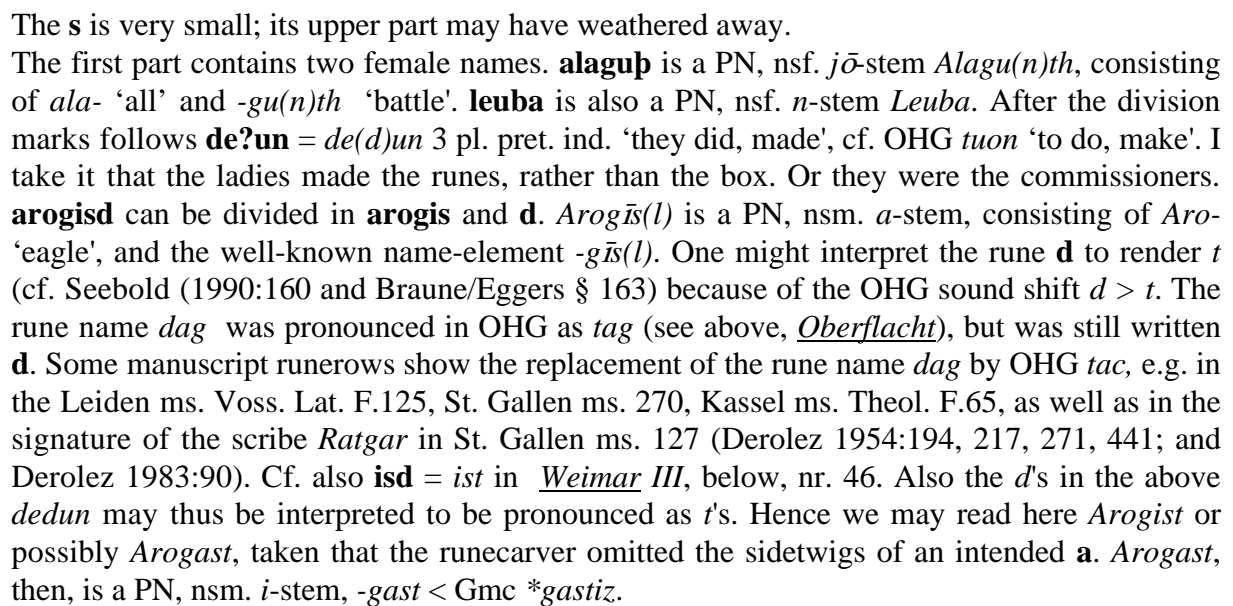 The s is very small; its upper part may have weathered away.
The first part contains two female names. alaguþ is a PN, nsf. jō-stem Alagu(n)th, consisting
of ala- ‘all’ and -gu(n)th ‘battle'. leuba is also a PN, nsf. n-stem Leuba. After the division
marks follows de?un = de(d)un 3 pl. pret. ind. ‘they did, made', cf. OHG tuon ‘to do, make'. I
take it that the ladies made the runes, rather than the box. Or they were the commissioners.
arogisd can be divided in arogis and d. Arogīs(l) is a PN, nsm. a-stem, consisting of Aro-
‘eagle', and the well-known name-element -gīs(l). One might interpret the rune d to render t
(cf. Seebold (1990:160 and Braune/Eggers § 163) because of the OHG sound shift d > t. The
rune name dag was pronounced in OHG as tag (see above, Oberflacht), but was still written
d. Some manuscript runerows show the replacement of the rune name dag by OHG tac, e.g. in
the Leiden ms. Voss. Lat. F.125, St. Gallen ms. 270, Kassel ms. Theol. F.65, as well as in the
signature of the scribe Ratgar in St. Gallen ms. 127 (Derolez 1954:194, 217, 271, 441; and
Derolez 1983:90). Cf. also isd = ist in Weimar III, below, nr. 46. Also the d's in the above
dedun may thus be interpreted to be pronounced as t's. Hence we may read here Arogist or
possibly Arogast, taken that the runecarver omitted the sidetwigs of an intended a. Arogast,
then, is a PN, nsm. i-stem, -gast < Gmc *gastiz.